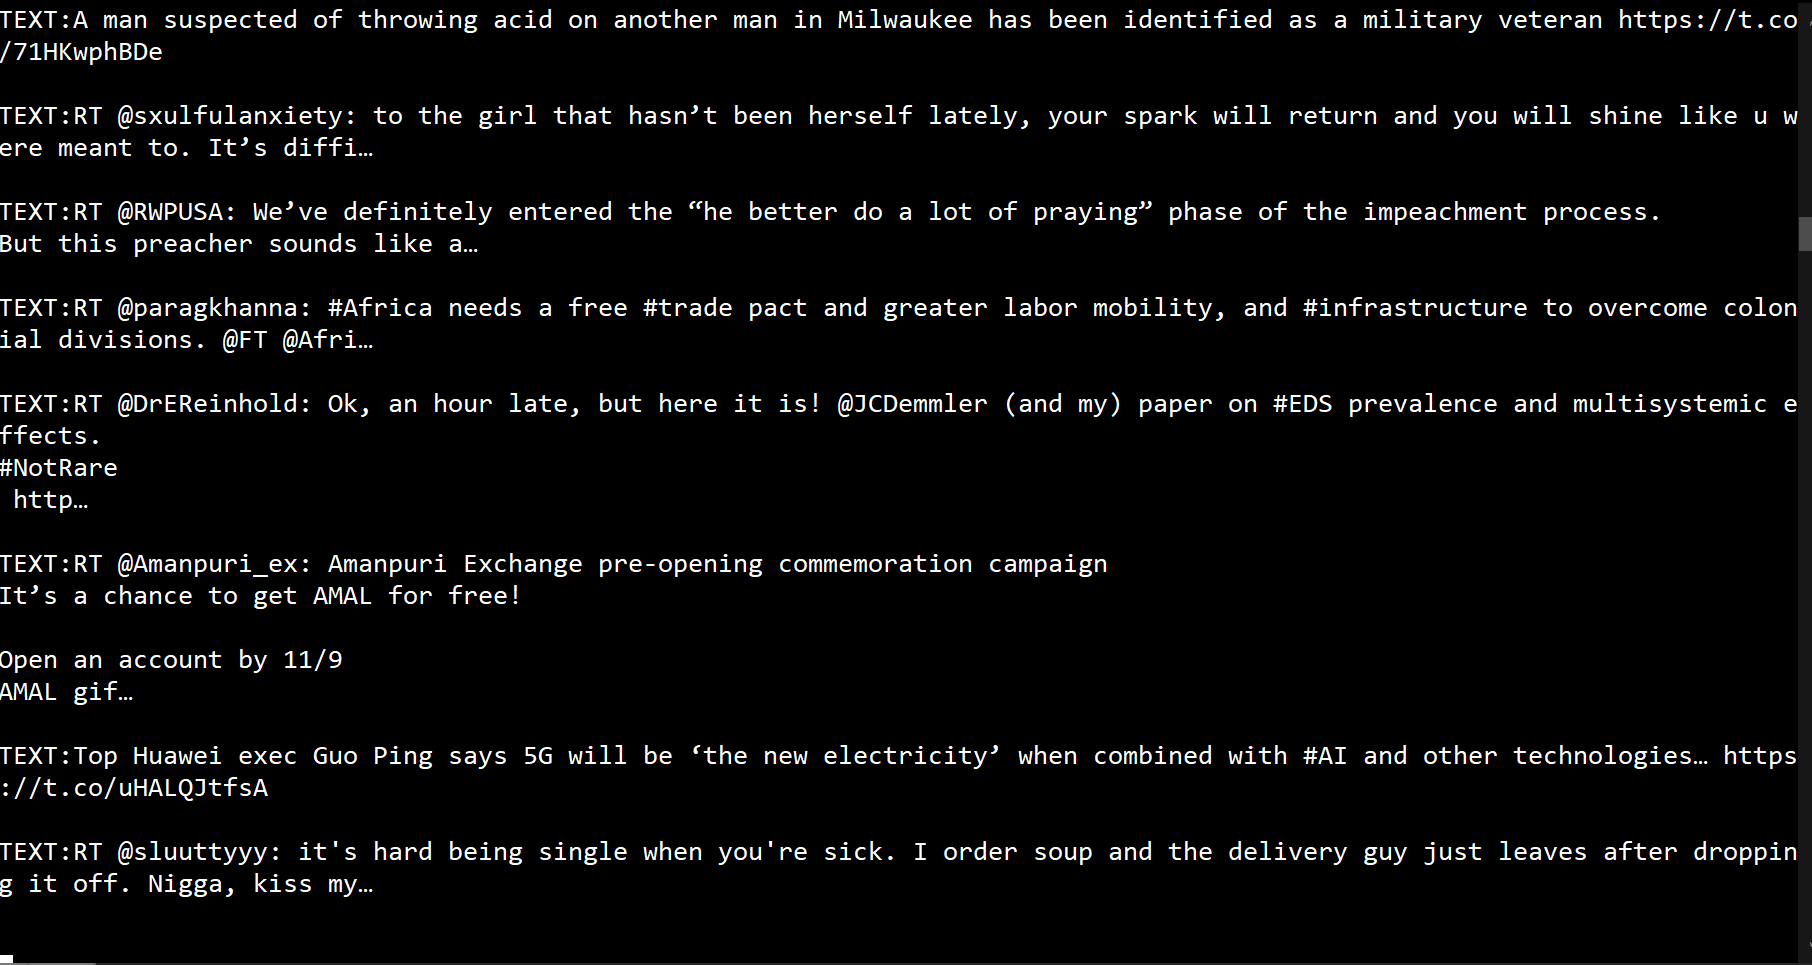 TEXT:A man suspected of throwing acid on another man in Milwaukee has been identified as a military veteran https://t.co
/71HKwphBDe
TEXT:RT @sxulfulanxiety: to the girl that hasn’t been herself lately, your spark will return and you will shine like u w
ere meant to. It’s diffi…
TEXT:RT @RWPUSA: We’ve definitely entered the “he better do a lot of praying” phase of the impeachment process.
But this preacher sounds like a…
TEXT:RT @paragkhanna: #Africa needs a free #trade pact and greater labor mobility, and #infrastructure to overcome colon
ial divisions. @FT @Afri…
TEXT:RT @DrEReinhold: Ok, an hour late, but here it is! @JCDemmler (and my) paper on #EDS prevalence and multisystemic e
ffects.
#NotRare
 http…
TEXT:RT @Amanpuri_ex: Amanpuri Exchange pre-opening commemoration campaign
It’s a chance to get AMAL for free!
Open an account by 11/9
AMAL gif…
TEXT:Top Huawei exec Guo Ping says 5G will be ‘the new electricity’ when combined with #AI and other technologies… https
://t.co/uHALQJtfsA
TEXT:RT @sluuttyyy: it's hard being single when you're sick. I order soup and the delivery guy just leaves after droppin
g it off. Nigga, kiss my…